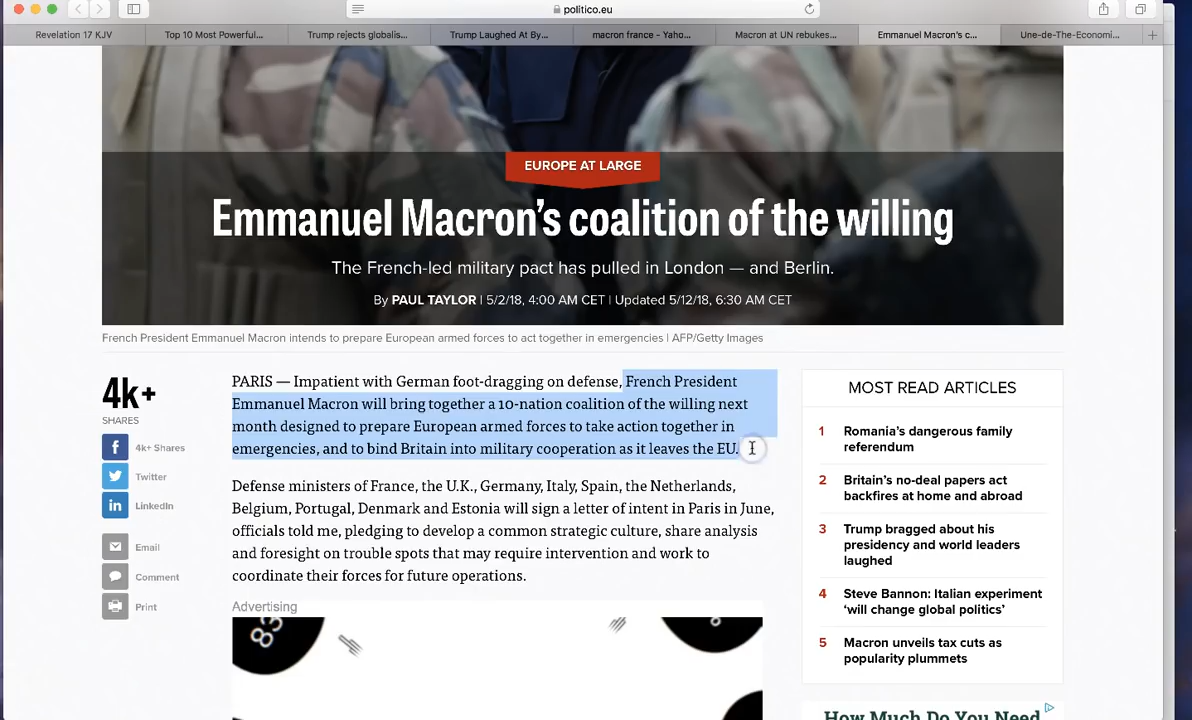 politico.eu
Revelation 17 KJV
Top 10 Most Powerful...
Trump rejects globalis...
Trump Laughed At By...
macron france - Yaho...
Macron at UN rebukes...
Emmanuel Macron's c...
Une-de-The-Economi...
EUROPE AT LARGE
Emmanuel Macron's coalition of the willing
The French-led military pact has pulled in London — and Berlin.
By PAUL TAYLOR | 5/2/18, 4:00 AM CET | Updated 5/12/18, 6:30 AM CET
French President Emmanuel Macron intends to prepare European armed forces to act together in emergencies | AFP/Getty Images
4k+
SHARES
4k+ Shares
Twitter
LinkedIn
Email
Comment
Print
PARIS — Impatient with German foot-dragging on defense, French President
Emmanuel Macron will bring together a 10-nation coalition of the willing next
month designed to prepare European armed forces to take action together in
emergencies, and to bind Britain into military cooperation as it leaves the EU.
Defense ministers of France, the U.K., Germany, Italy, Spain, the Netherlands,
Belgium, Portugal, Denmark and Estonia will sign a letter of intent in Paris in June,
officials told me, pledging to develop a common strategic culture, share analysis
and foresight on trouble spots that may require intervention and work to
coordinate their forces for future operations.
Advertising
83
MOST READ ARTICLES
1 Romania's dangerous family
referendum
2 Britain's no-deal papers act
backfires at home and abroad
3 Trump bragged about his
presidency and world leaders
laughed
4 Steve Bannon: Italian experiment
'will change global politics'
5 Macron unveils tax cuts as
popularity plummets
How Much Do You Need